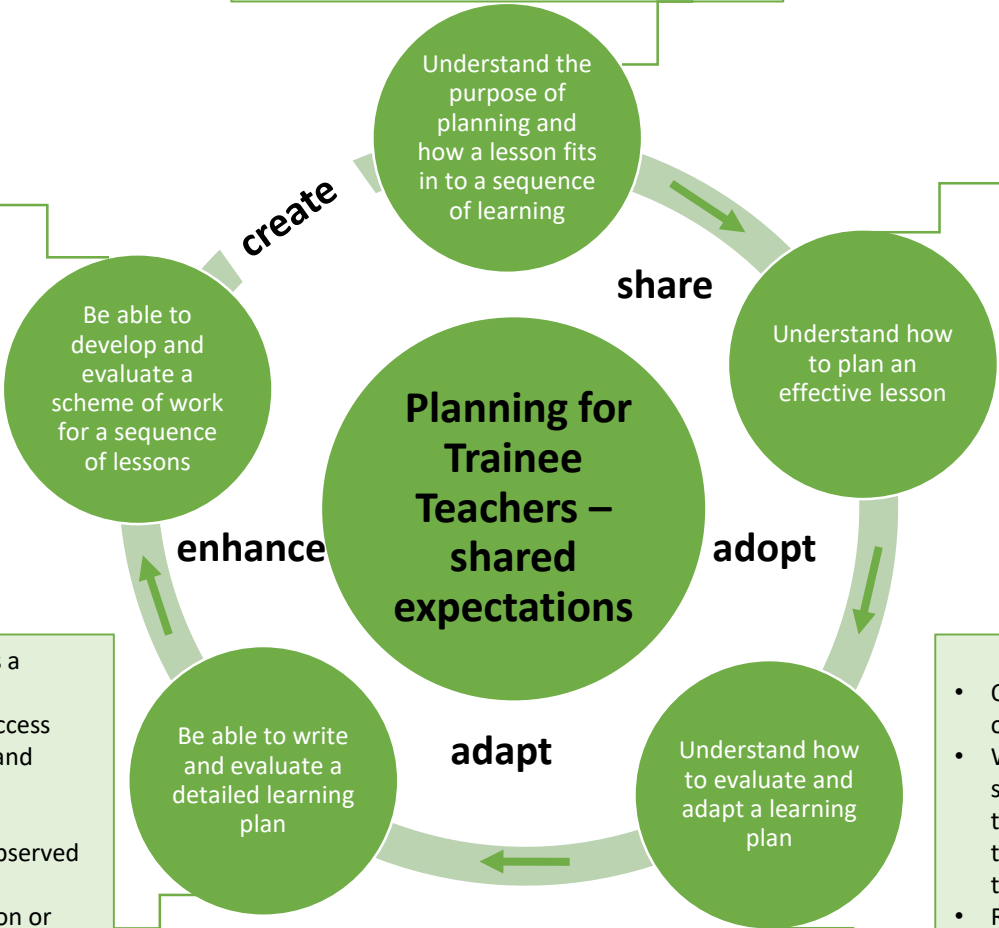 Understand the
purpose of
planning and
how a lesson fits
in to a sequence
of learning
create
share
Understand how
to plan an
effective lesson
Be able to
develop and
evaluate a
scheme of work
for a sequence
of lessons
Planning for
Trainee
Teachers –
shared
expectations
enhance
adopt
Be able to write
and evaluate a
detailed learning
plan
adapt
Understand how
to evaluate and
adapt a learning
plan
a
and
on or
•
•
•